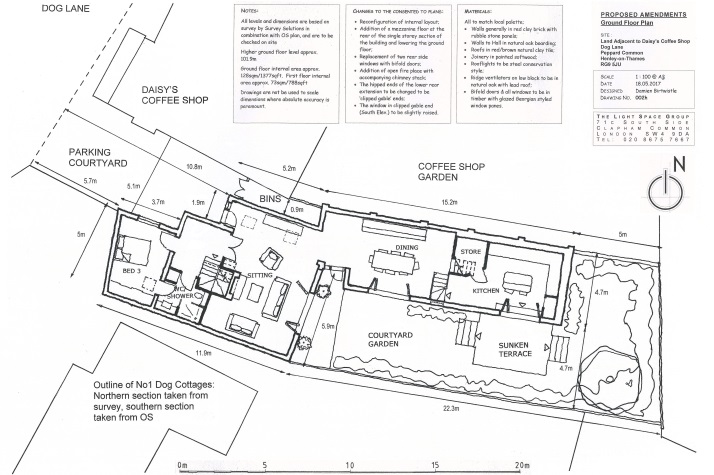 DOG LANE
NOTES:
All levels and dimensions are based on
survey by Survey Solutions in
combination with OS plan, and are to be
checked on site
Higher ground floor level approx.
101.9m
Ground floor internal area approx.
128sqm/1377sqft. First floor internal
area approx. 73sqm/785sqft
Drawings are not to be used to scale
dimensions where absolute accuracy is
paramount.
CHANGES TO THE CONSENTED TO PLANS:
• Reconfiguration of internal layout;
• Addition of a mezzanine floor at the
rear of the single storey section of
the building and lowering the ground
floor;
• Replacement of two rear side
windows with bifold doors;
• Addition of open fire place with
accompanying chimney stack;
• The hipped ends of the lower rear
extension to be changed to be
'clipped gable' ends;
• The window in slipped gable end
(South Elev.) to be slightly raised.
MATERIALS:
All to match local palette:
• Walls generally in red clay brick with
rubble stone panels;
• Walls to Hall in natural oak boarding;
• Roofs in red/brown natural clay tile;
• Joinery is painted softwood;
• Rooflights to be steel conservation
style;
• Ridge ventilators on low black to be in
natural oak with lead roof;
• Bifold doors & all windows to be in
timber with glazed Georgian styled
window panes.
PROPOSED AMENDMENTS
Ground Floor Plan
SITE:
Land Adjacent to Daisy's Coffee Shop
Dog Lane
Peppard Common
Henley-on-Thames
RG9 5JU
SCALE 1 : 100 @ A3
DATE 18.05.2017
DESIGNED Damien Birtwistle
DRAWING NO. 002h
THE LIGHT SPACE GROUP
71C SOUTH SIDE
CLAPHAM COMMON
LONDON SW4 9DA
TEL: 020 8675 7667
DAISY'S
COFFEE SHOP
PARKING
COURTYARD
COFFEE SHOP
GARDEN
N
10.8m
5.2m
5.7m
5.1m
3.7m
1.9m
BINS
0.9m
15.2m
5m
5m
BED 3
WC/
SHOWER
SITTING
DINING
STORE
KITCHEN
4.7m
5.9m
COURTYARD
GARDEN
SUNKEN
TERRACE
4.7m
11.9m
22.3m
Outline of No1 Dog Cottages:
Northern section taken from
survey, southern section
taken from OS
0m 5 10 15 20m